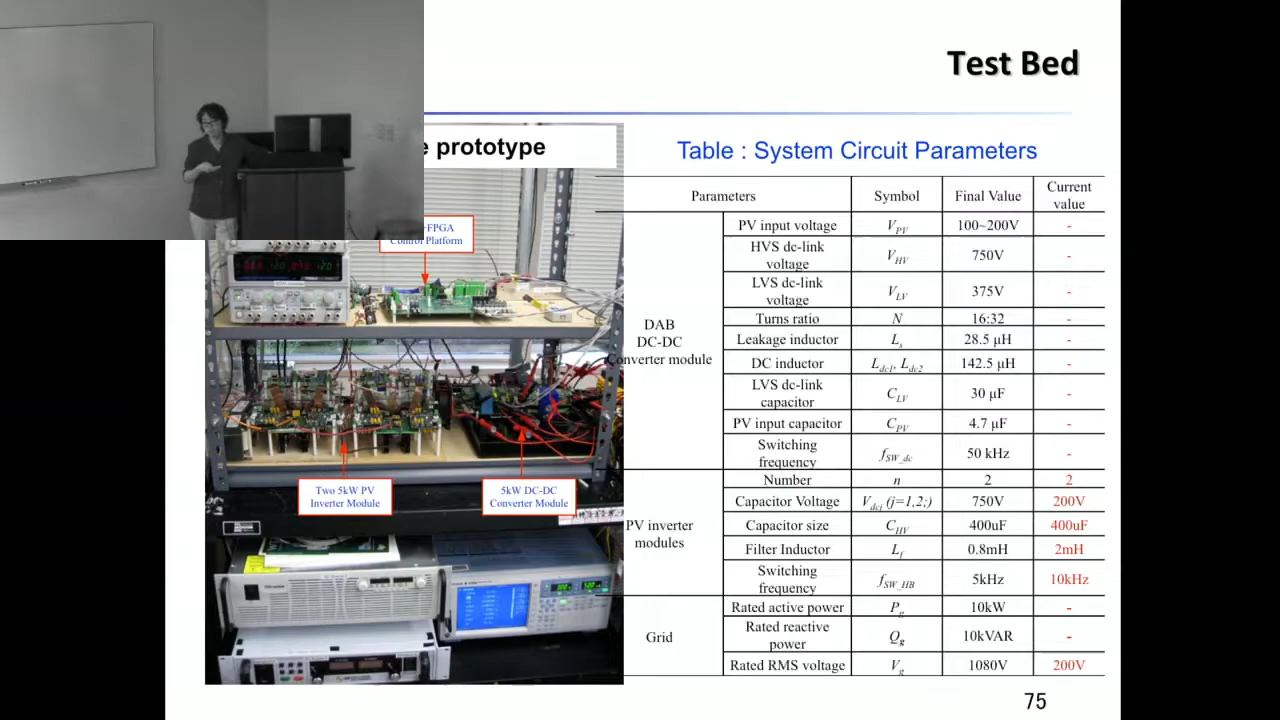 Test Bed
e prototype
Table : System Circuit Parameters
FPGA
Control Platform
Two 5kW PV
Inverter Module
5kW DC-DC
Converter Module
Parameters Symbol Final Value Current value
DAB
DC-DC
Converter module
PV input voltage V_PV 100~200V -
HVS dc-link voltage V_HV 750V -
LVS dc-link voltage V_LV 375V -
Turns ratio N 16:32 -
Leakage inductor L_s 28.5 μH -
DC inductor L_dc1, L_dc2 142.5 μH -
LVS dc-link capacitor C_LV 30 μF -
PV input capacitor C_PV 4.7 μF -
Switching frequency f_SW_dc 50 kHz -
PV inverter
modules
Number n 2 2
Capacitor Voltage V_dcj (j=1,2;) 750V 200V
Capacitor size C_HV 400uF 400uF
Filter Inductor L_f 0.8mH 2mH
Switching frequency f_SW_HB 5kHz 10kHz
Grid
Rated active power P_g 10kW -
Rated reactive power Q_g 10kVAR -
Rated RMS voltage V_g 1080V 200V
75